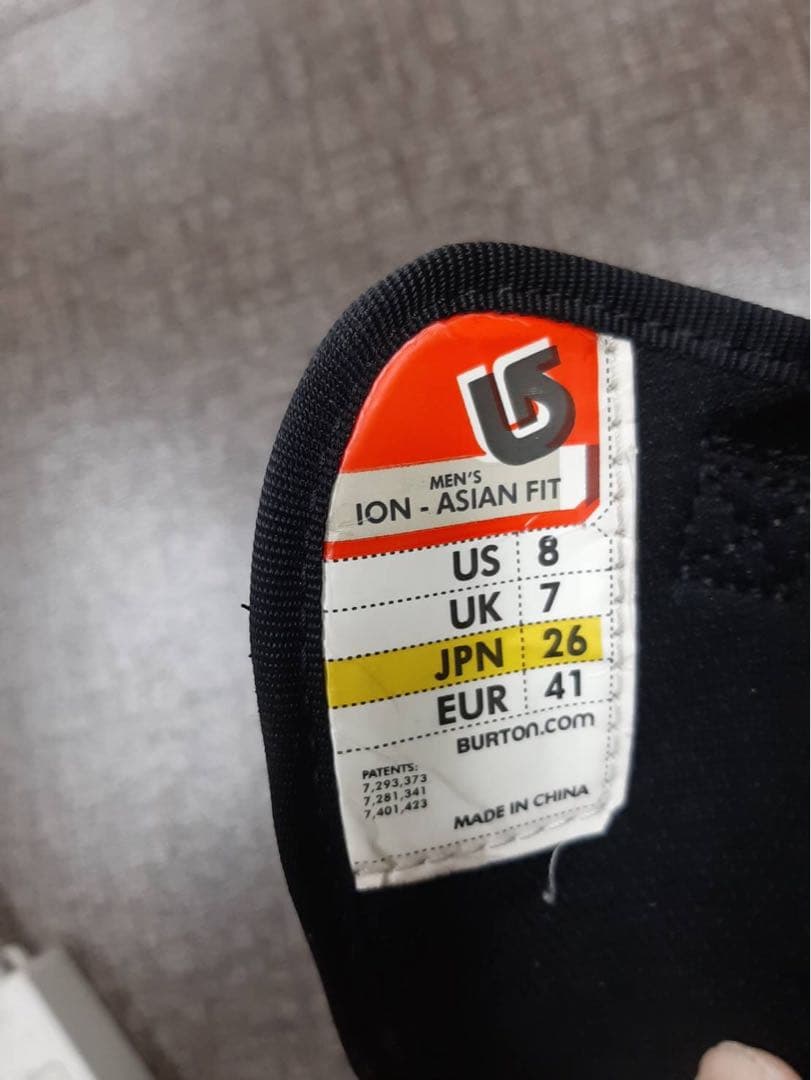 MEN'S
ION - ASIAN FIT
US 8
UK 7
JPN 26
EUR 41
BURTON.COM
PATENTS:
7,293,373
7,281,341
7,401,423
MADE IN CHINA